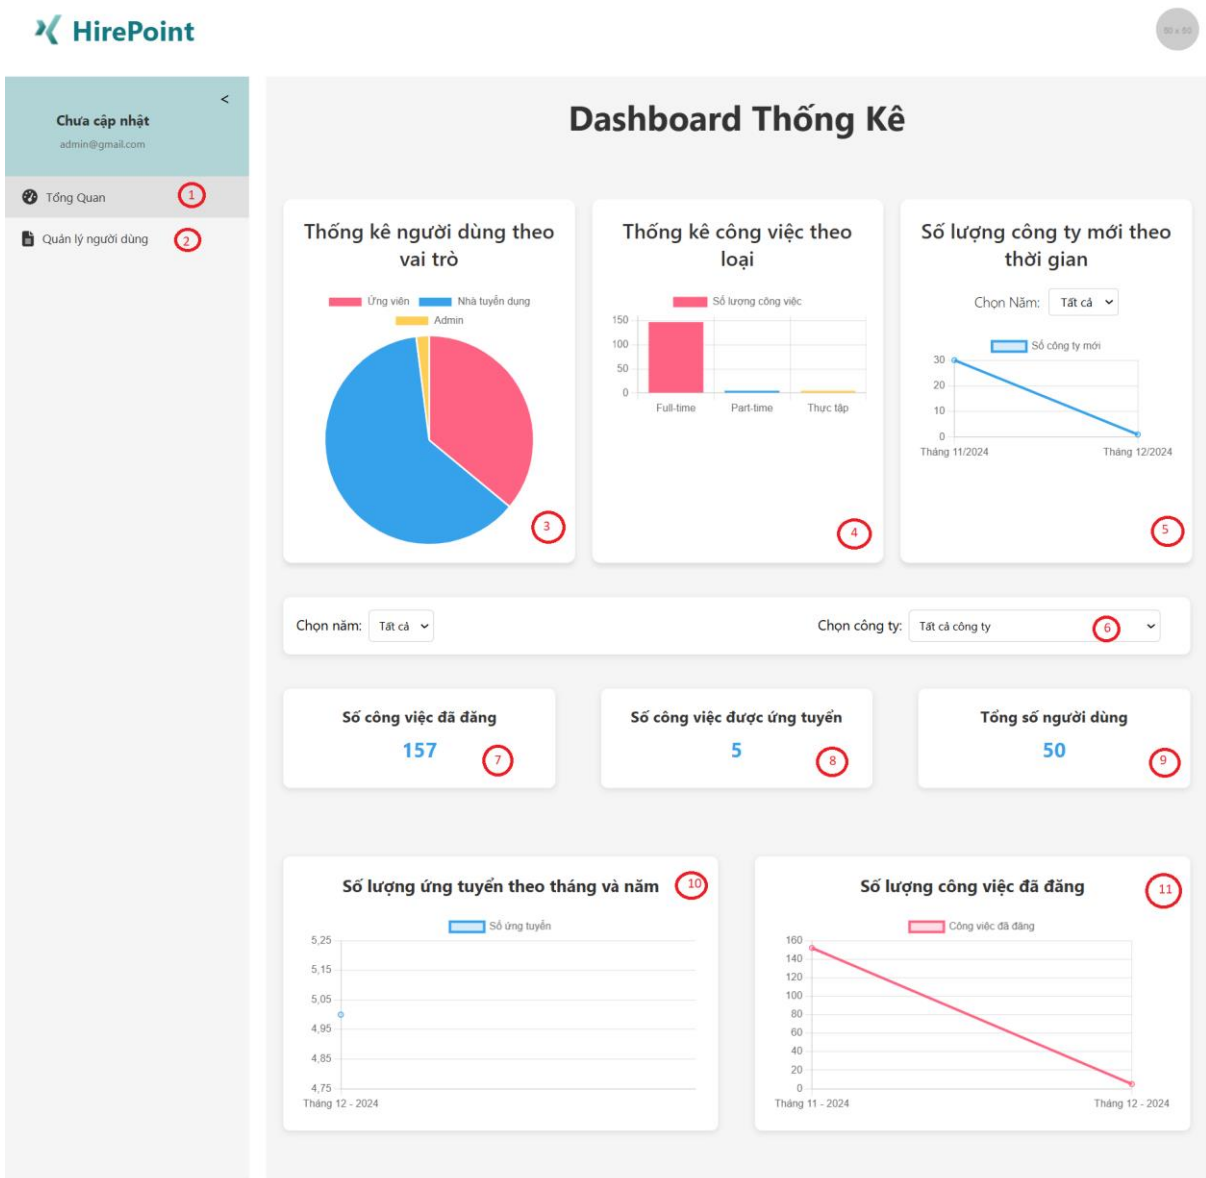 HirePoint
60 x 60
<
Chưa cập nhật
admin@gmail.com
Tổng Quan
1
Quản lý người dùng
2
Dashboard Thống Kê
Thống kê người dùng theo
vai trò
Ứng viên
Nhà tuyển dụng
Admin
3
Thống kê công việc theo
loại
Số lượng công việc
150
100
50
0
Full-time
Part-time
Thực tập
4
Số lượng công ty mới theo
thời gian
Chọn Năm: Tất cả
Số công ty mới
30
20
10
0
Tháng 11/2024
Tháng 12/2024
5
Chọn năm: Tất cả
Chọn công ty: Tất cả công ty
6
Số công việc đã đăng
157
7
Số công việc được ứng tuyển
5
8
Tổng số người dùng
50
9
Số lượng ứng tuyển theo tháng và năm
10
Số ứng tuyển
5,25
5,15
5,05
4,95
4,85
4,75
Tháng 12 - 2024
Số lượng công việc đã đăng
11
Công việc đã đăng
160
140
120
100
80
60
40
20
0
Tháng 11 - 2024
Tháng 12 - 2024